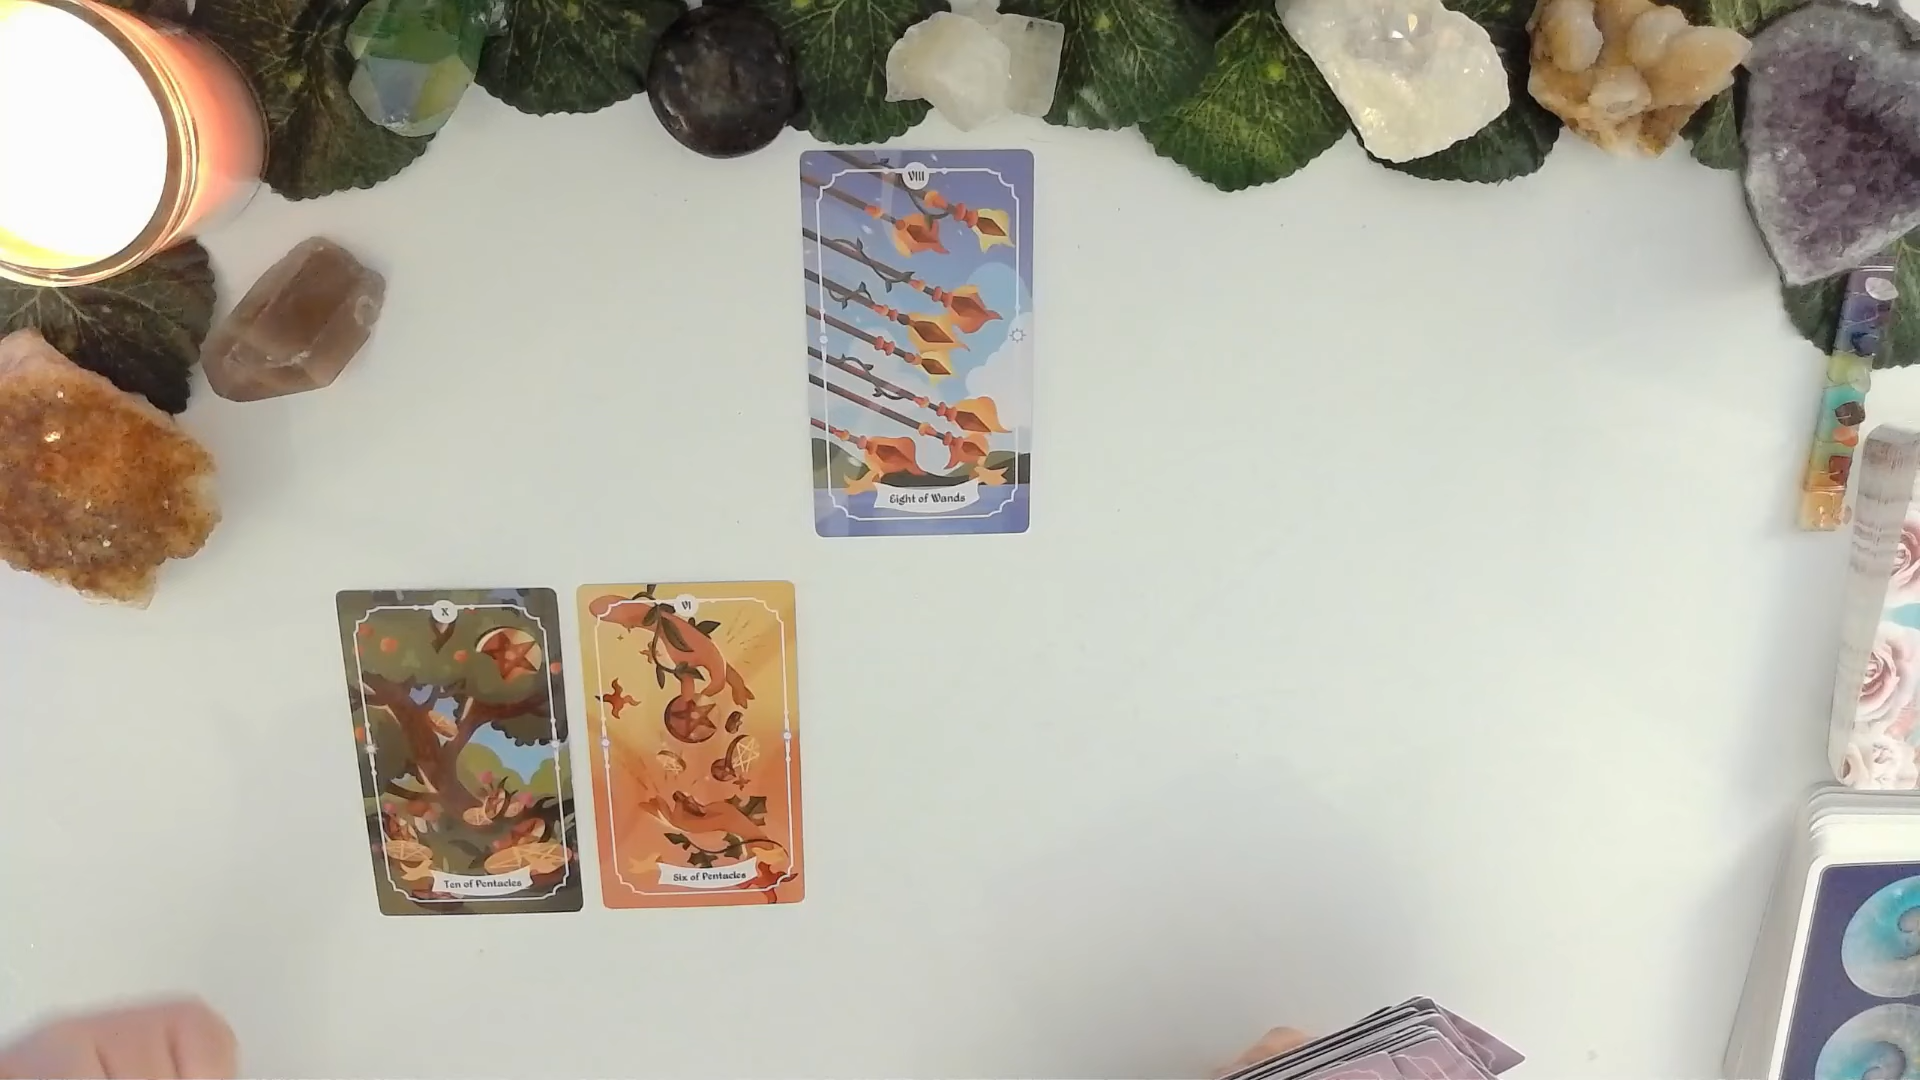 VIII
Eight of Wands
X
Ten of Pentacles
VI
Six of Pentacles